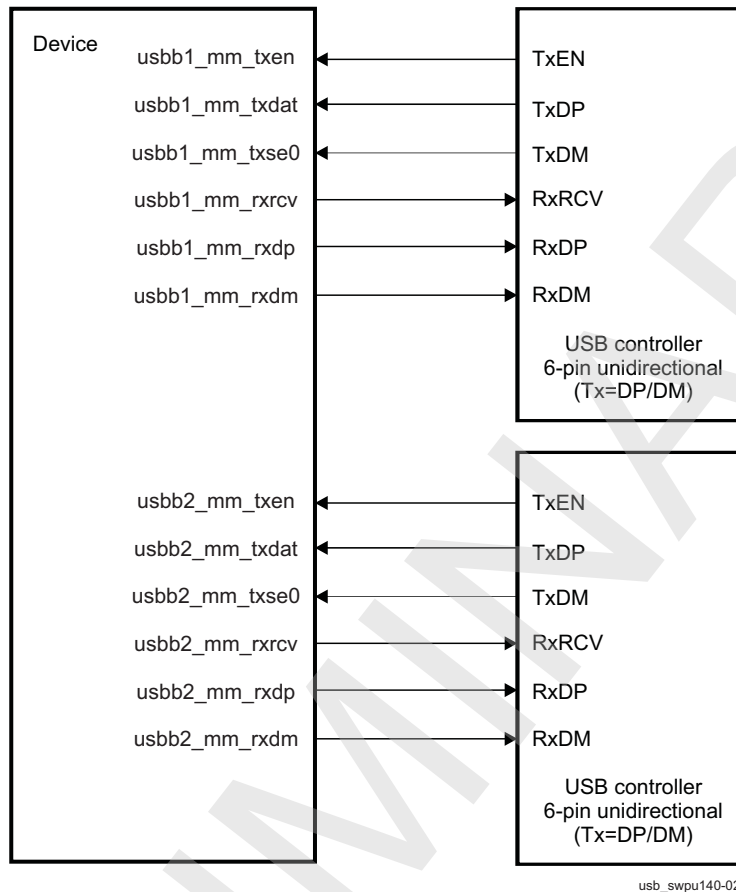 Device
usbb1_mm_txen
TxEN
usbb1_mm_txdat
TxDP
usbb1_mm_txse0
TxDM
usbb1_mm_rxrcv
RxRCV
usbb1_mm_rxdp
RxDP
usbb1_mm_rxdm
RxDM
USB controller
6-pin unidirectional
(Tx=DP/DM)
usbb2_mm_txen
TxEN
usbb2_mm_txdat
TxDP
usbb2_mm_txse0
TxDM
usbb2_mm_rxrcv
RxRCV
usbb2_mm_rxdp
RxDP
usbb2_mm_rxdm
RxDM
USB controller
6-pin unidirectional
(Tx=DP/DM)